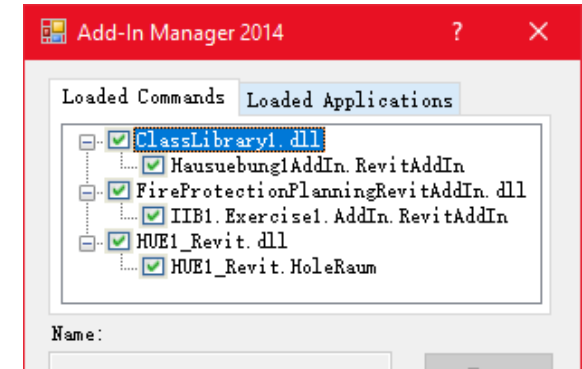 Add-In Manager 2014 ?
Loaded Commands Loaded Applications
ClassLibrary1.dll
Hausuebung1AddIn.RevitAddIn
FireProtectionPlanningRevitAddIn.dll
IIB1.Exercise1.AddIn.RevitAddIn
HUE1_Revit.dll
HUE1_Revit.HoleRaum
Name: